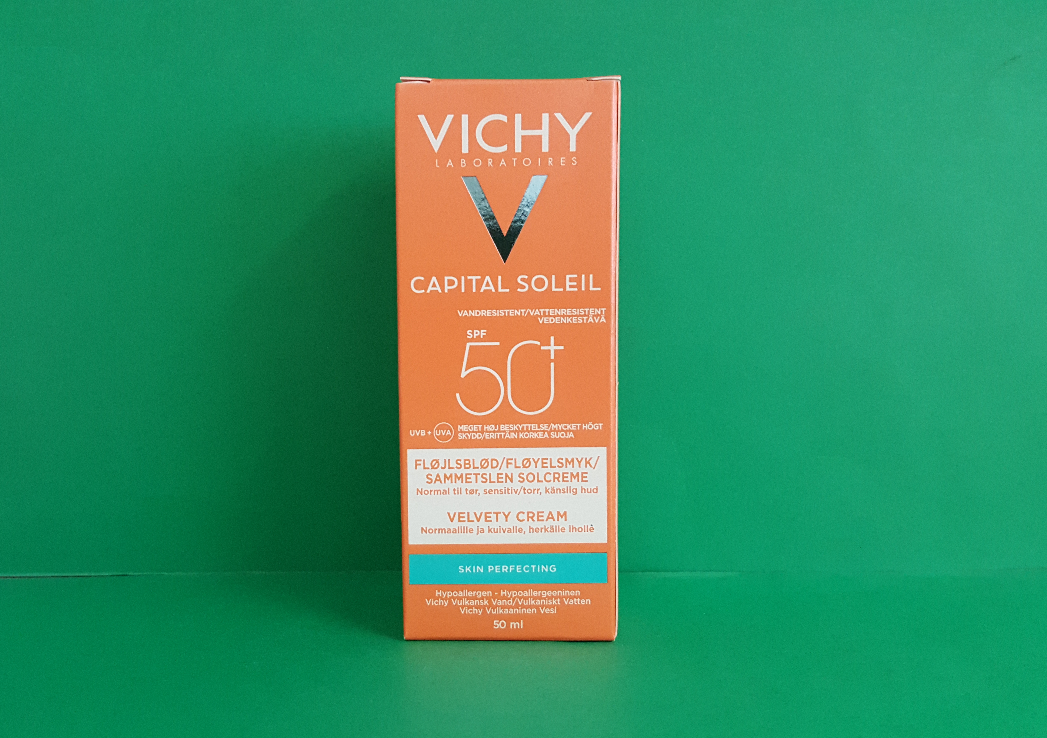 VICHY
LABORATOIRES
CAPITAL SOLEIL
VANDRESISTENT/VATTENRESISTENT
VEDENKESTÄVÄ
SPF
50+
UVB + UVA
MEGET HØJ BESKYTTELSE/MYCKET HÖGT
SKYDD/ERITTÄIN KORKEA SUOJA
FLØJLSBLØD/FLØYELSMYK/
SAMMETSLEN SOLCREME
Normal til tør, sensitiv/torr, känslig hud
VELVETY CREAM
Normaalille ja kuivalle, herkälle iholle
SKIN PERFECTING
Hypoallergen - Hypoallergeeninen
Vichy Vulkansk Vand/Vulkaniskt Vatten
Vichy Vulkaaninen Vesi
50 ml